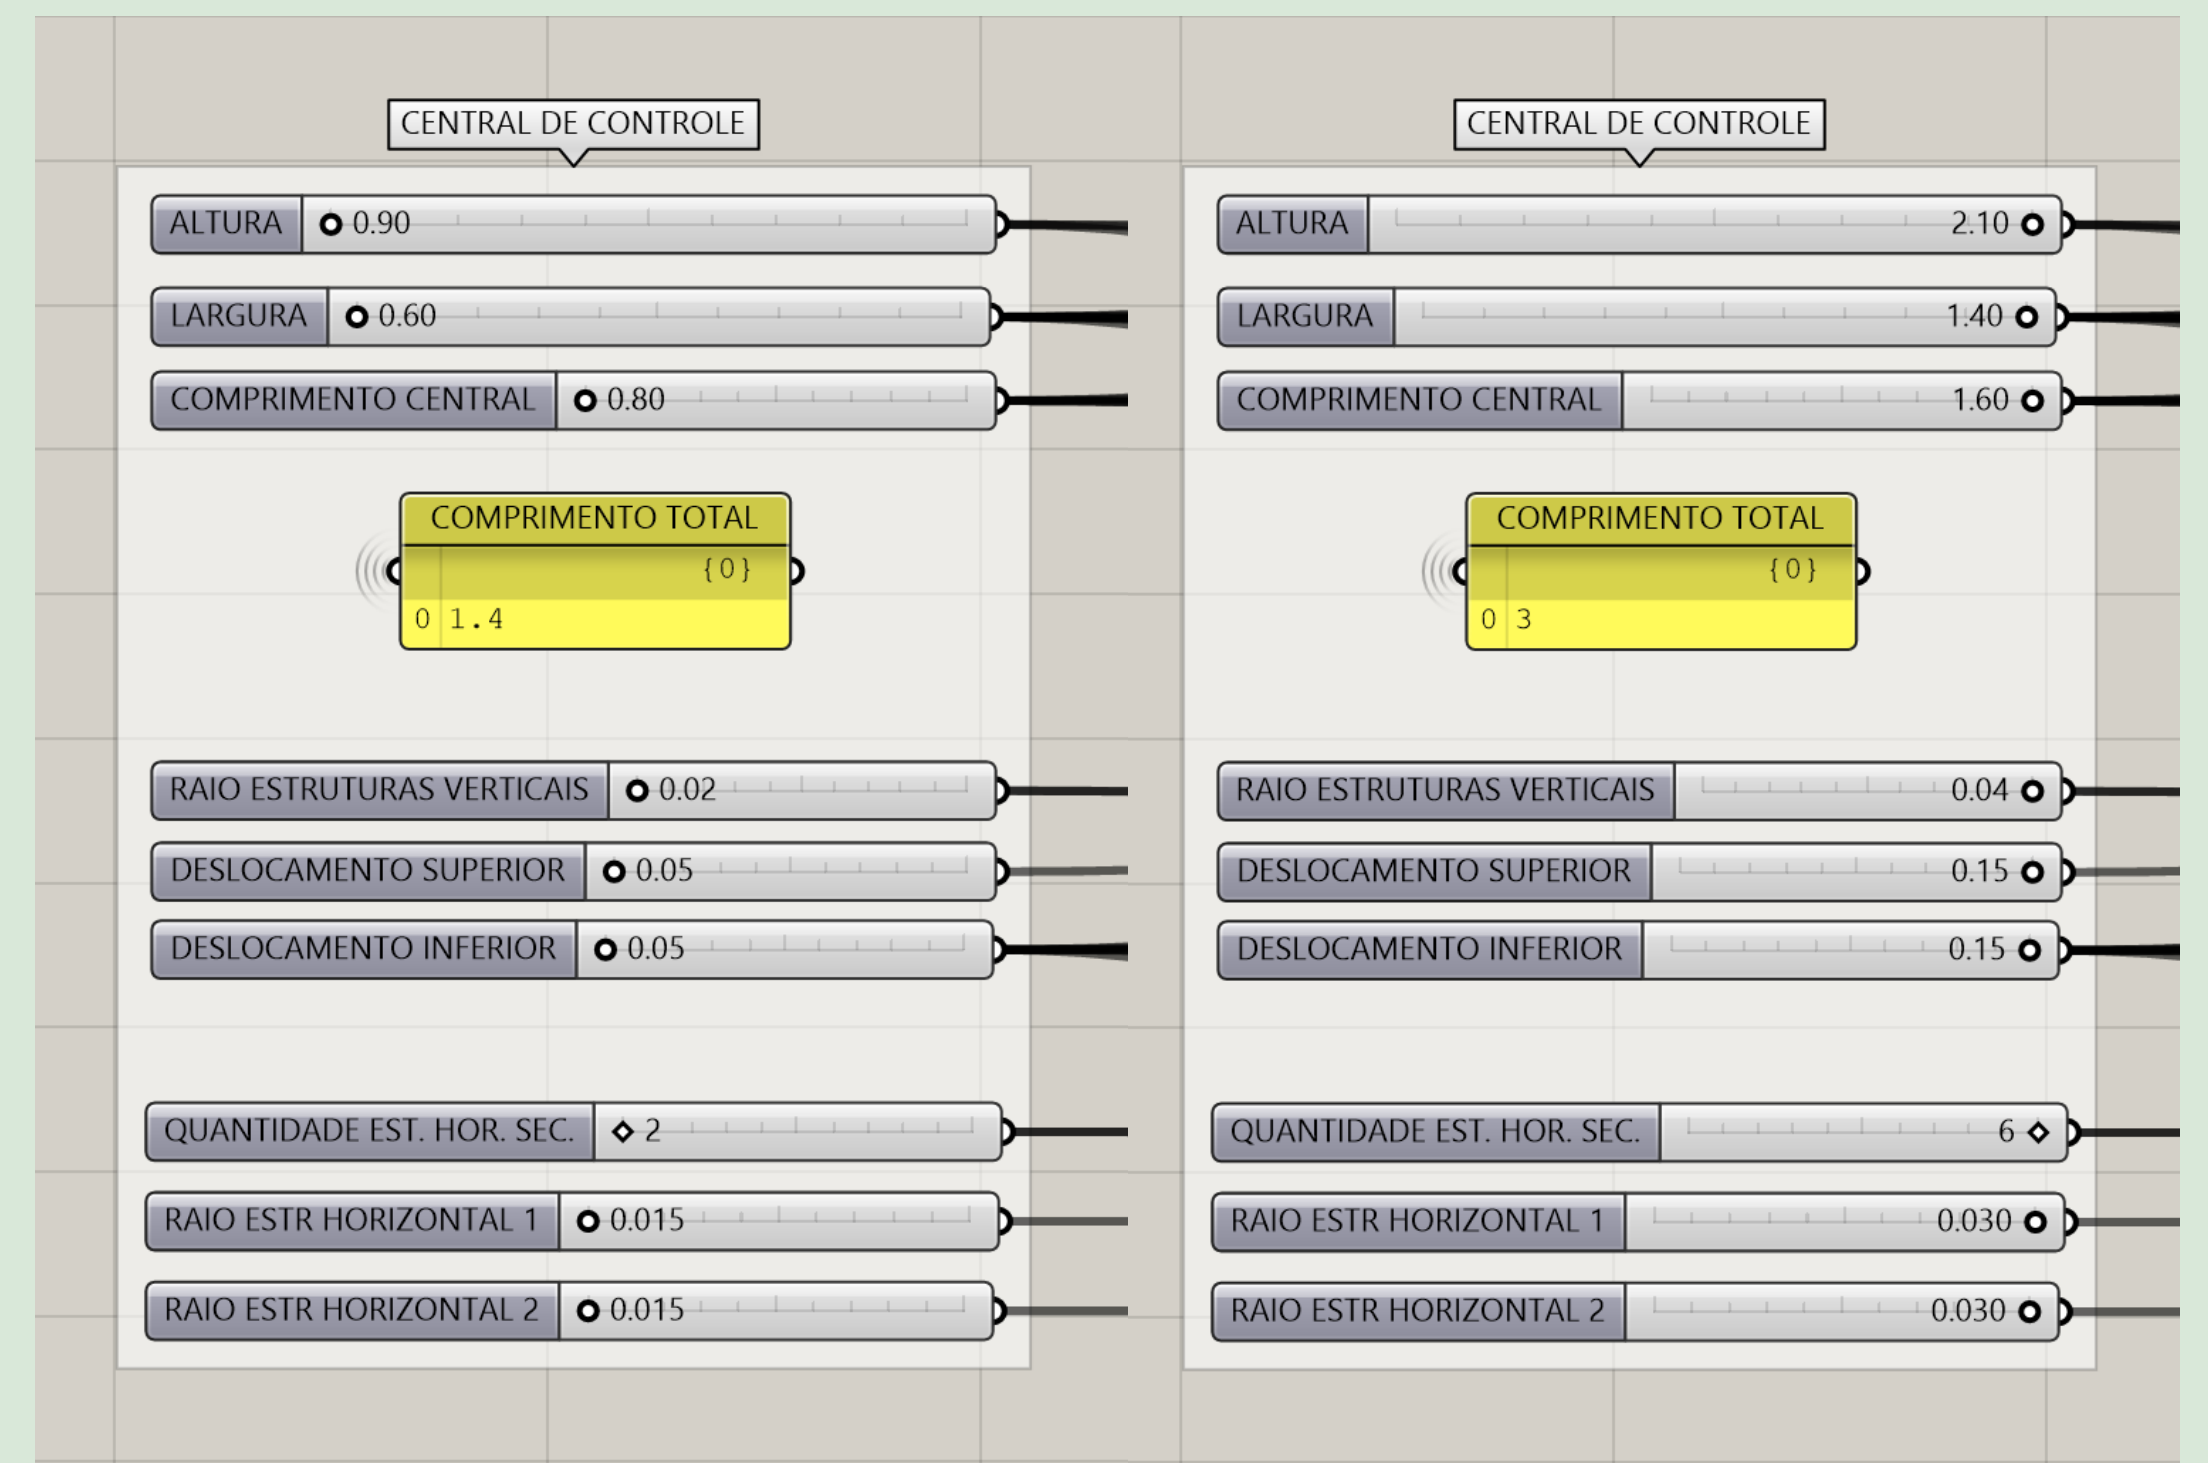 CENTRAL DE CONTROLE
ALTURA 0.90
LARGURA 0.60
COMPRIMENTO CENTRAL 0.80
COMPRIMENTO TOTAL
{0}
0 1.4
RAIO ESTRUTURAS VERTICAIS 0.02
DESLOCAMENTO SUPERIOR 0.05
DESLOCAMENTO INFERIOR 0.05
QUANTIDADE EST. HOR. SEC. 2
RAIO ESTR HORIZONTAL 1 0.015
RAIO ESTR HORIZONTAL 2 0.015
CENTRAL DE CONTROLE
ALTURA 2.10
LARGURA 1.40
COMPRIMENTO CENTRAL 1.60
COMPRIMENTO TOTAL
{0}
0 3
RAIO ESTRUTURAS VERTICAIS 0.04
DESLOCAMENTO SUPERIOR 0.15
DESLOCAMENTO INFERIOR 0.15
QUANTIDADE EST. HOR. SEC. 6
RAIO ESTR HORIZONTAL 1 0.030
RAIO ESTR HORIZONTAL 2 0.030